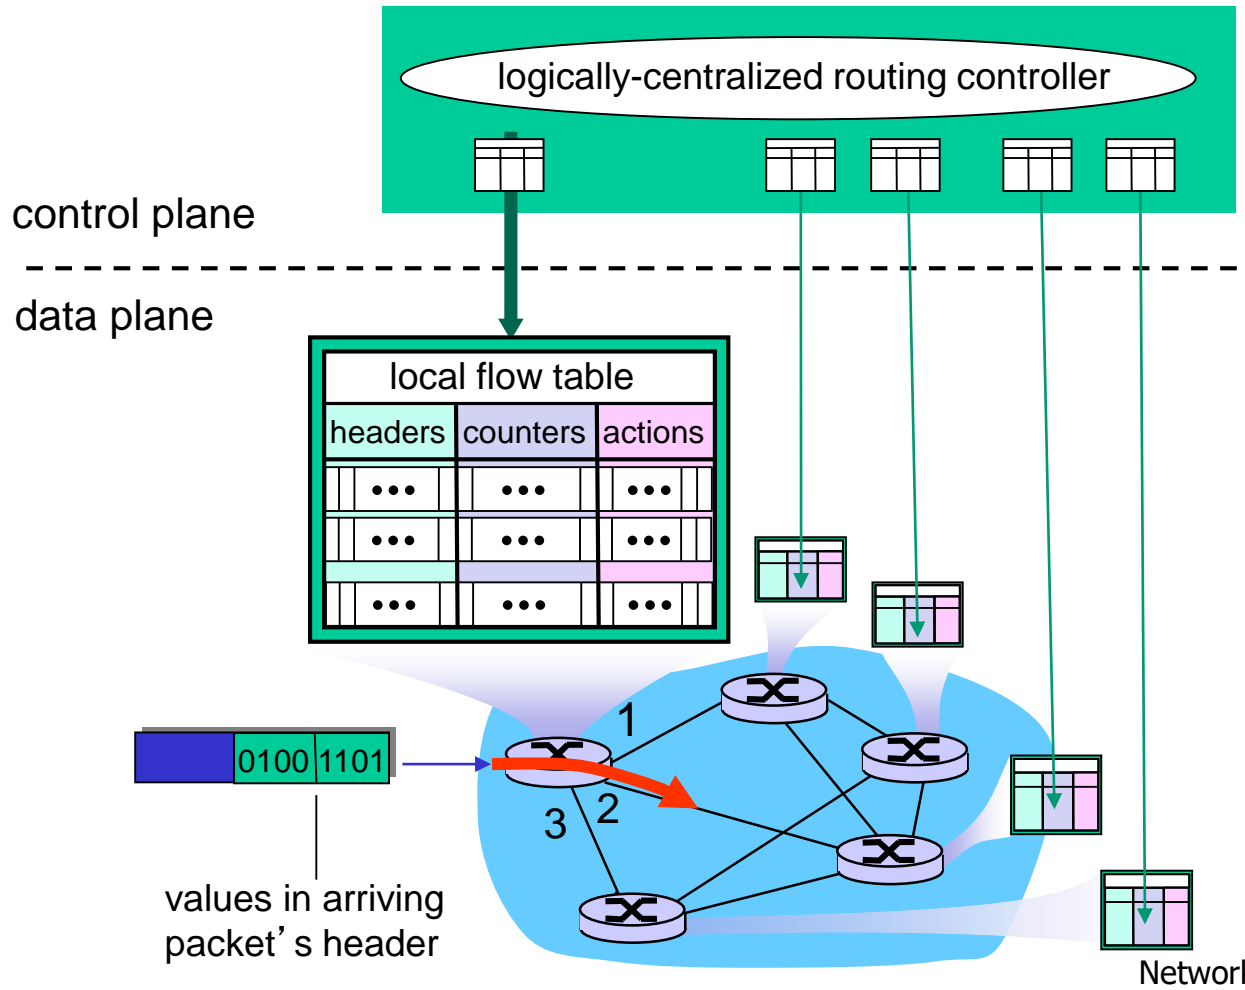 logically-centralized routing controller
control plane
data plane
local flow table
headers counters actions
1
2
3
0100 1101
values in arriving
packet’s header
Network